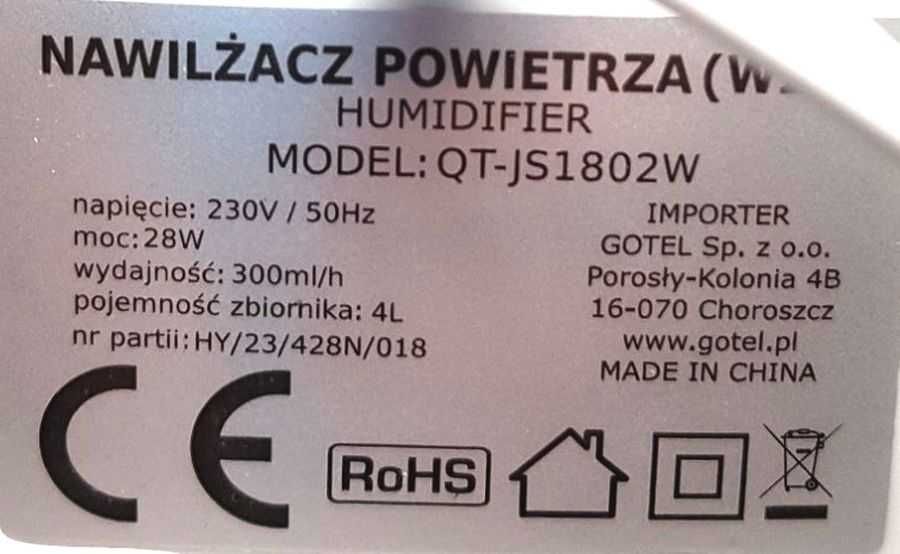 NAWILŻACZ POWIETRZA
HUMIDIFIER
MODEL: QT-JS1802W
napięcie: 230V / 50Hz
moc:28W
wydajność: 300ml/h
pojemność zbiornika: 4L
nr partii:HY/23/428N/018
IMPORTER
GOTEL Sp. z o.o.
Porosły-Kolonia 4B
16-070 Choroszcz
www.gotel.pl
MADE IN CHINA
CE
RoHS